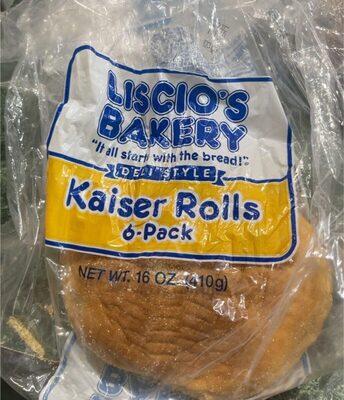 LISCIO'S
BAKERY
"It all starts with the bread!"
DELI STYLE
Kaiser Rolls
6-Pack
NET WT. 16 OZ. (410g)